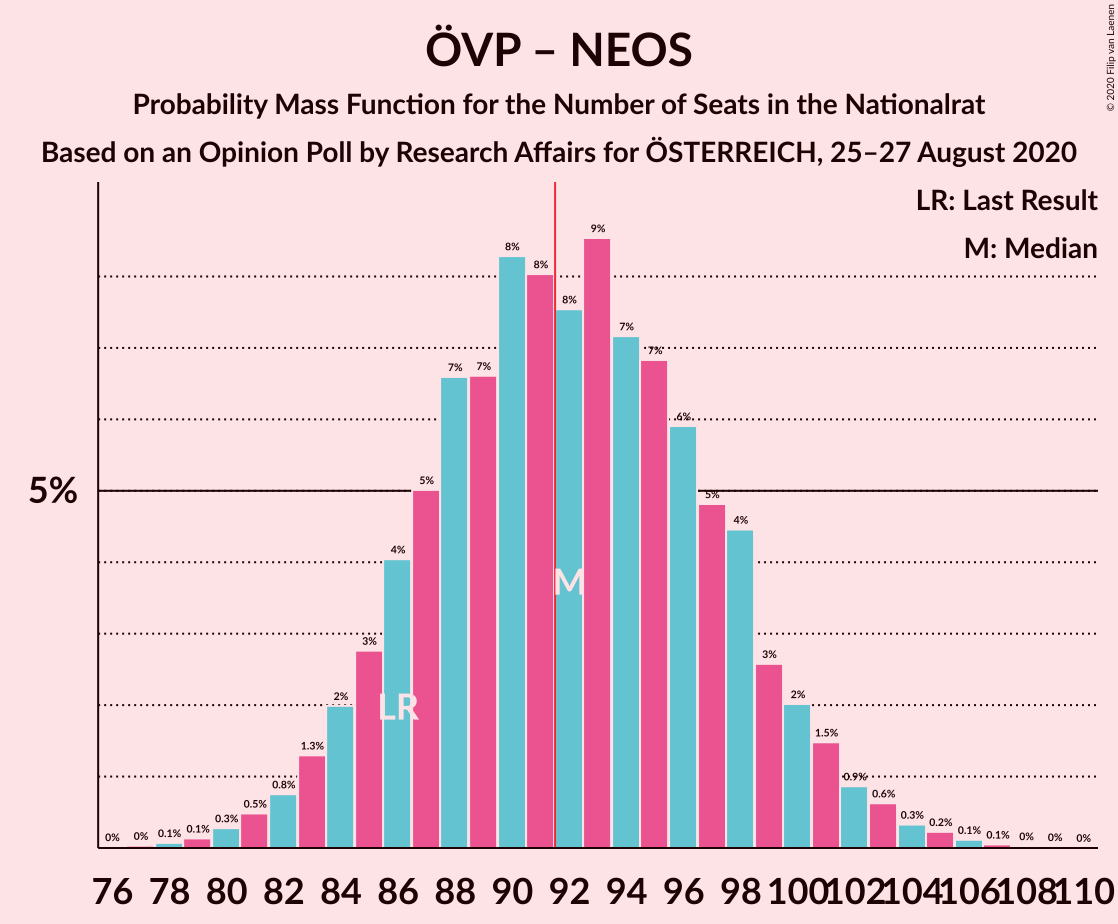 ÖVP – NEOS
Probability Mass Function for the Number of Seats in the Nationalrat
Based on an Opinion Poll by Research Affairs for ÖSTERREICH, 25–27 August 2020
© 2020 Filip van Laenen
LR: Last Result
M: Median
5%
0% 0% 0.1% 0.1% 0.3% 0.5% 0.8% 1.3% 2% 3% 4% 5% 7% 7% 8% 8% 8% 9% 7% 7% 6% 5% 4% 3% 2% 1.5% 0.9% 0.6% 0.3% 0.2% 0.1% 0.1% 0% 0% 0%
M
LR
76 78 80 82 84 86 88 90 92 94 96 98 100 102 104 106 108 110